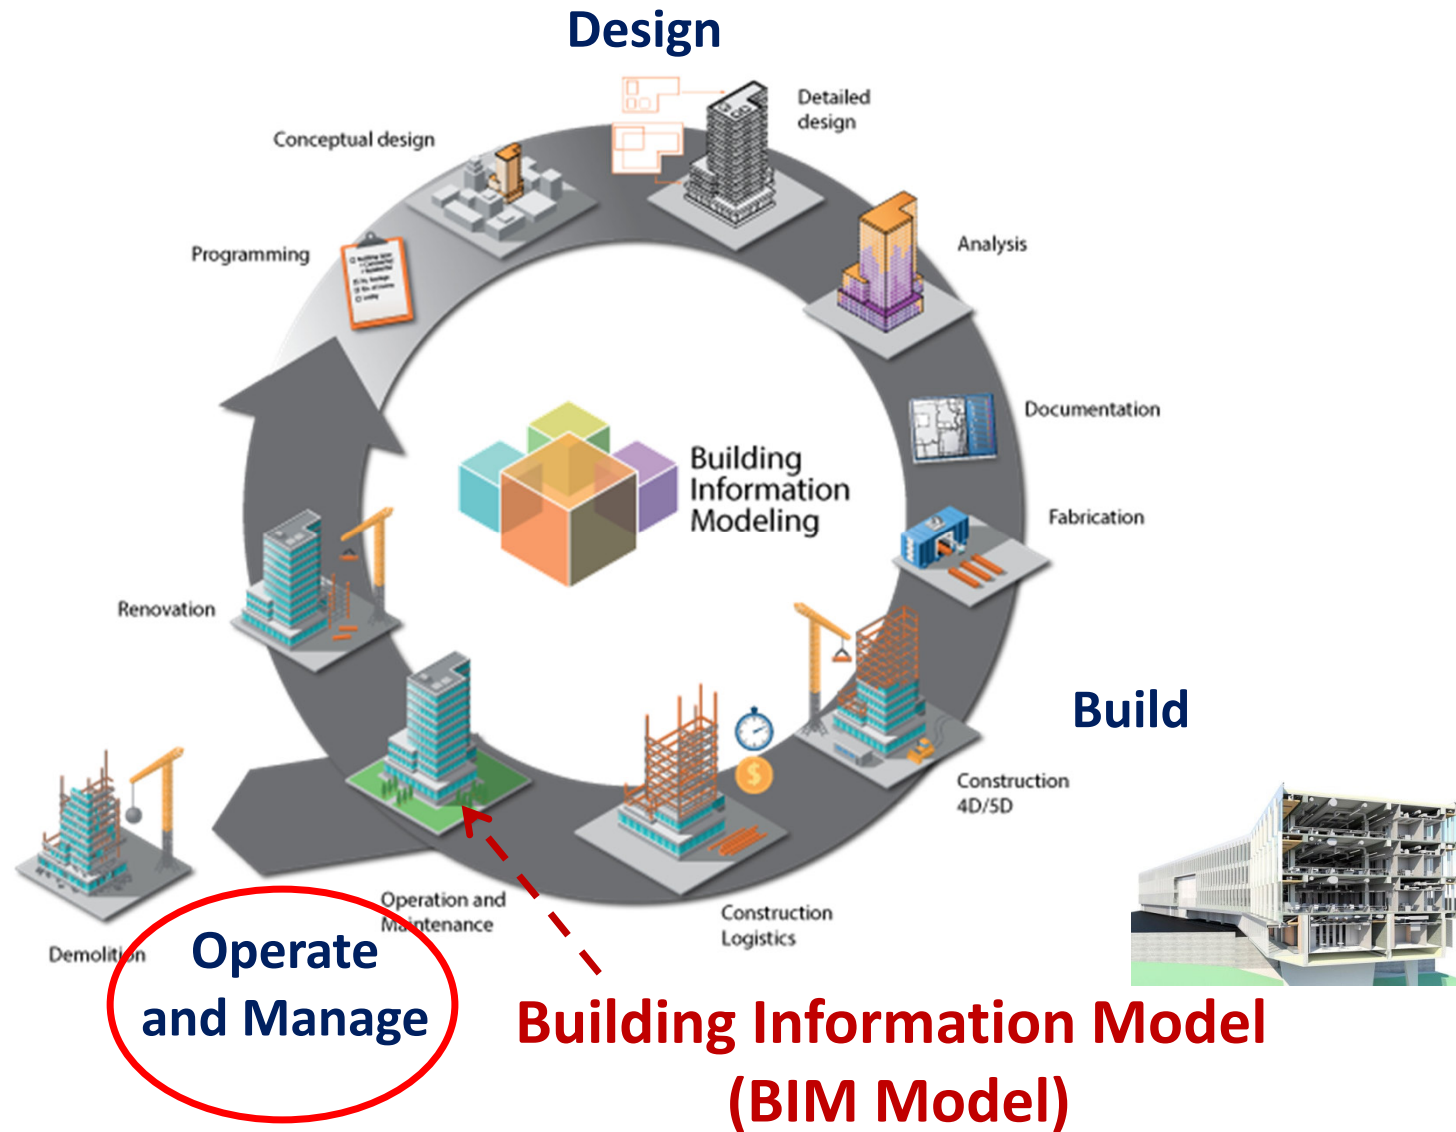 Design
Detailed
design
Conceptual design
Analysis
Programming
Documentation
Building
Information
Modeling
Fabrication
Renovation
Build
Construction
4D/5D
Operation and
Maintenance
Construction
Logistics
Demolition
Operate
and Manage
Building Information Model
(BIM Model)
$